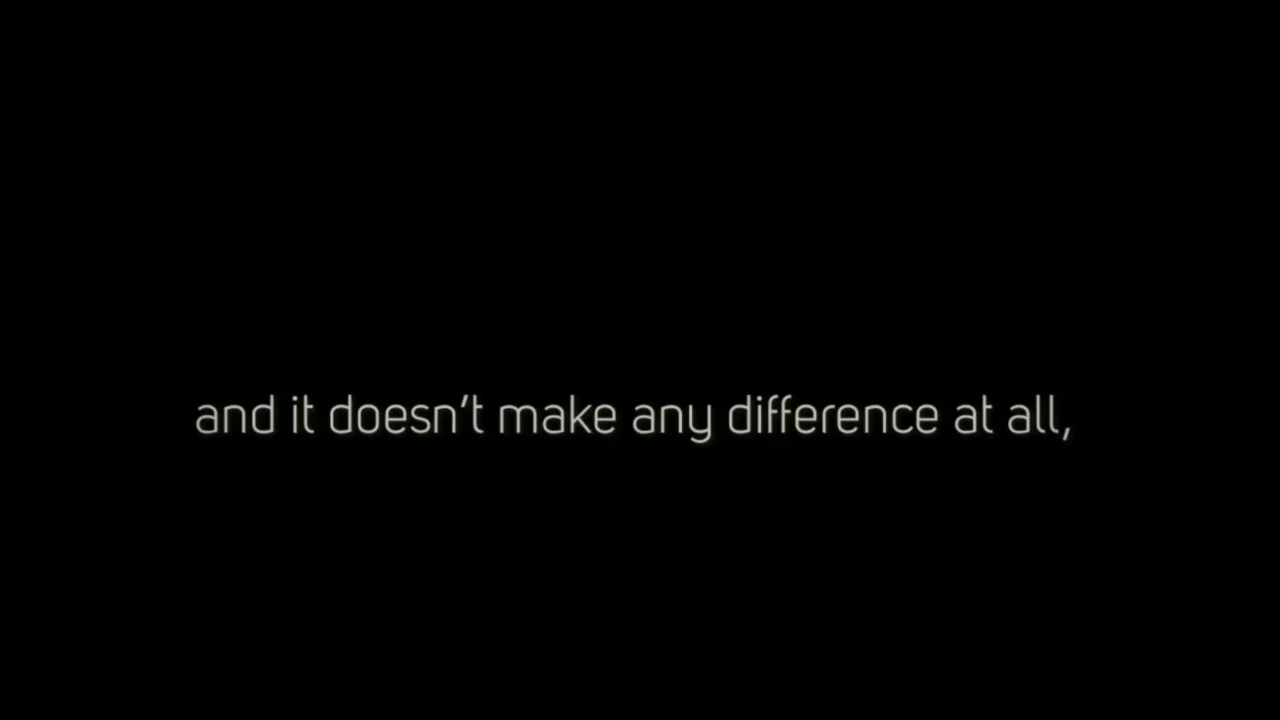 and it doesn’t make any difference at all,